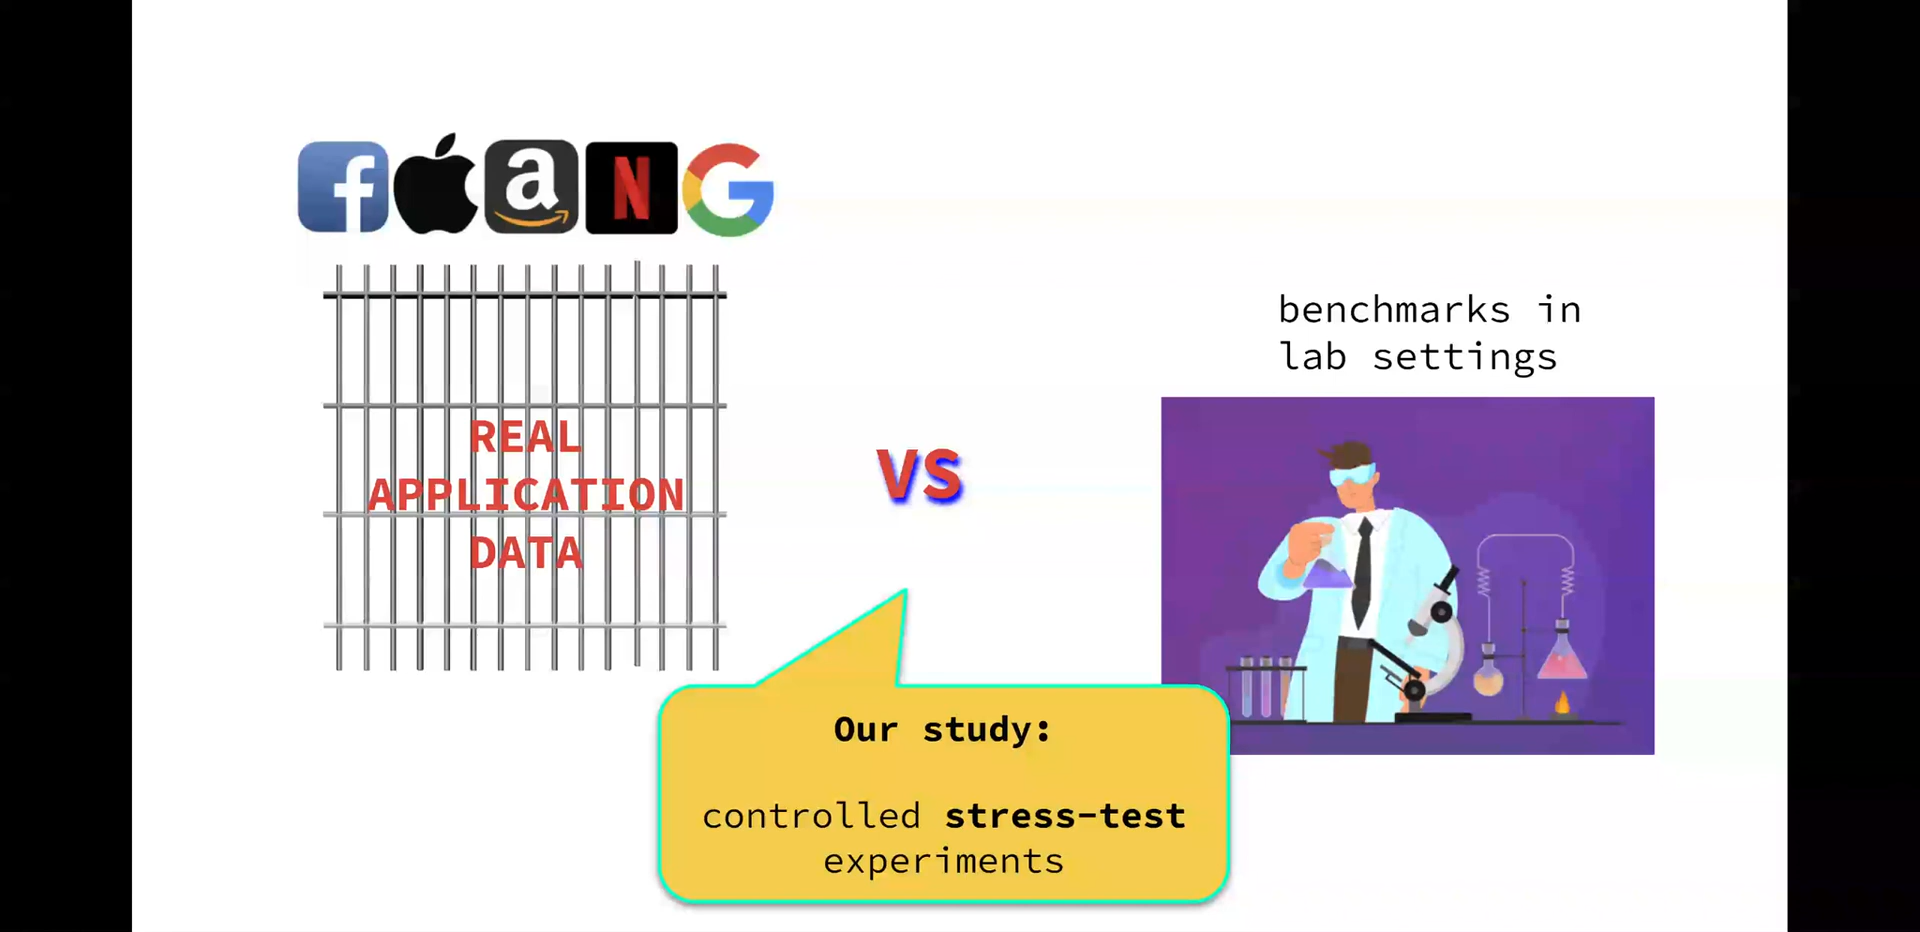 REAL
APPLICATION
DATA
VS
benchmarks in
lab settings
Our study:
controlled stress-test
experiments